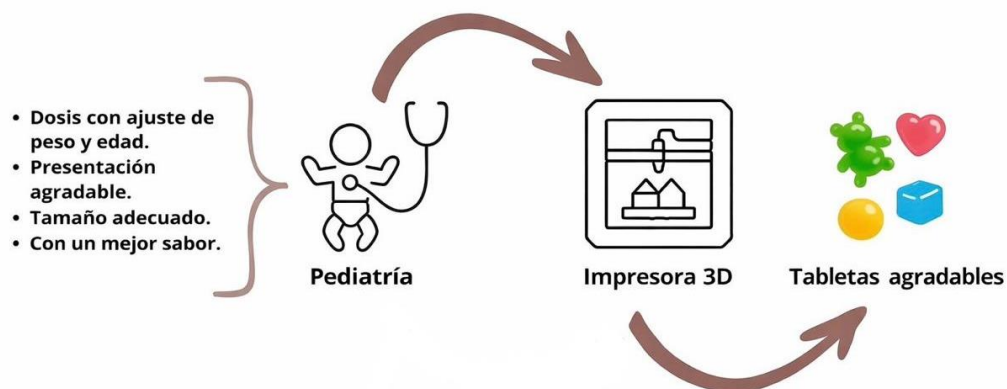 • Dosis con ajuste de
peso y edad.
• Presentación
agradable.
• Tamaño adecuado.
• Con un mejor sabor.
Pediatría
Impresora 3D
Tabletas agradables